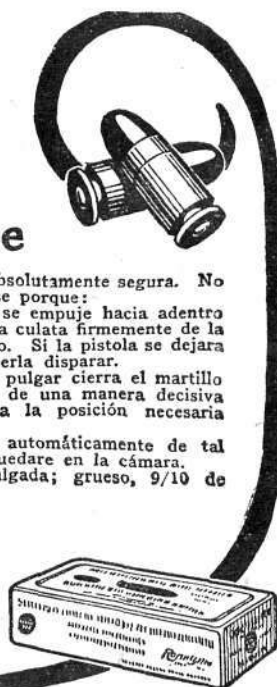 e
bsolutamente segura. No
se porque:
se empuje hacia adentro
a culata firmemente de la
o. Si la pistola se dejara
erla disparar.
pulgar cierra el martillo
de una manera decisiva
a la posición necesaria
automáticamente de tal
uedare en la cámara.
lgada; grueso, 9/10 de
Remington